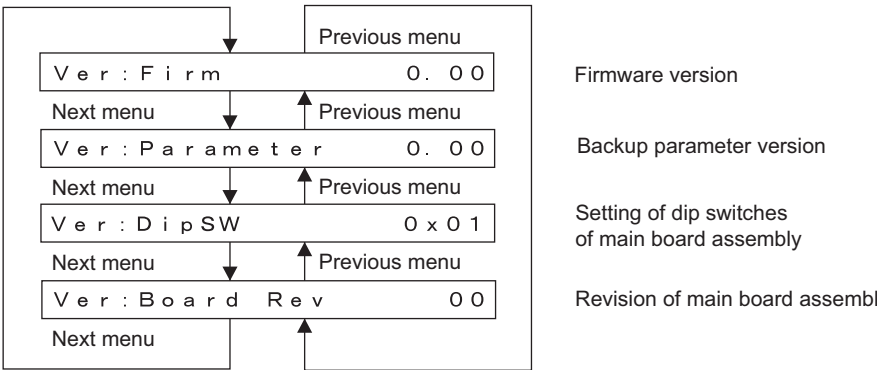 Previous menu
Ver:Firm 0.00 Firmware version
Next menu Previous menu
Ver:Parameter 0.00 Backup parameter version
Next menu Previous menu
Ver:DipSW 0x01 Setting of dip switches
of main board assembly
Next menu Previous menu
Ver:Board Rev 00 Revision of main board assembl
Next menu